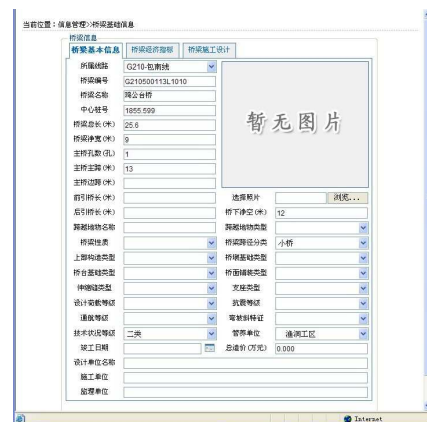 当前位置：信息管理>>桥梁基础信息
桥梁信息
桥梁基本信息 桥梁经济指标 桥梁施工设计
所属线路 G210-包南线
桥梁编号 G210500113L1010
桥梁名称 鸡公台桥
中心桩号 1855.599
桥梁总长(米) 25.6
桥梁净宽(米) 9
主桥孔数(孔) 1
主桥主跨(米) 13
主桥边跨(米)
暂无图片
前引桥长(米) 选择照片 浏览...
后引桥长(米) 桥下净空(米) 12
跨越地物名称 跨越地物类型
桥梁性质 桥梁跨径分类 小桥
上部构造类型 桥墩基础类型
桥台基础类型 桥面铺装类型
伸缩缝类型 支座类型
设计荷载等级 抗震等级
通航等级 弯坡斜特征
技术状况等级 二类 管养单位 渔洞工区
竣工日期 总造价(万元) 0.000
设计单位名称
施工单位
监理单位
Internet